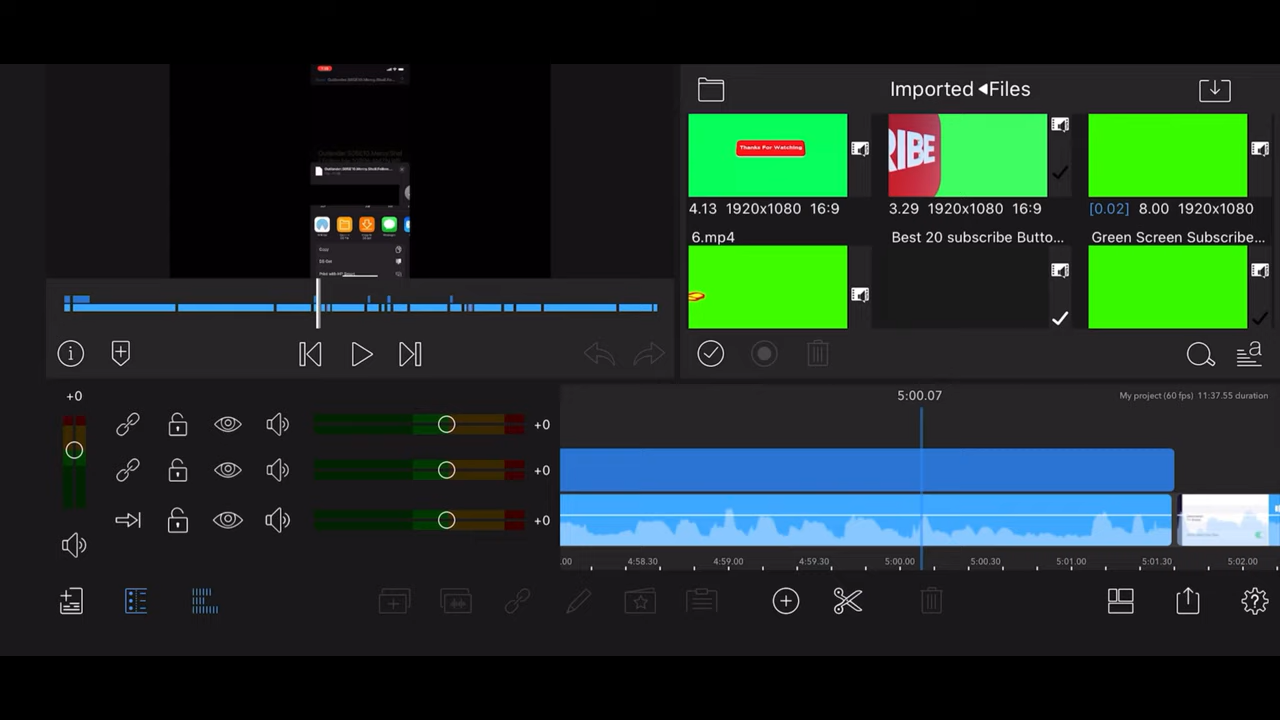 Imported ◂Files
Thanks For Watching
RIBE
4.13 1920x1080 16:9
3.29 1920x1080 16:9
[0.02] 8.00 1920x1080
6.mp4
Best 20 subscribe Butto...
Green Screen Subscribe...
Copy
+0
5:00.07
My project (60 fps) 11:37.55 duration
+0
+0
+0
.00
4:58.30
4:59.00
4:59.30
5:00.00
5:00.30
5:01.00
5:01.30
5:02.00